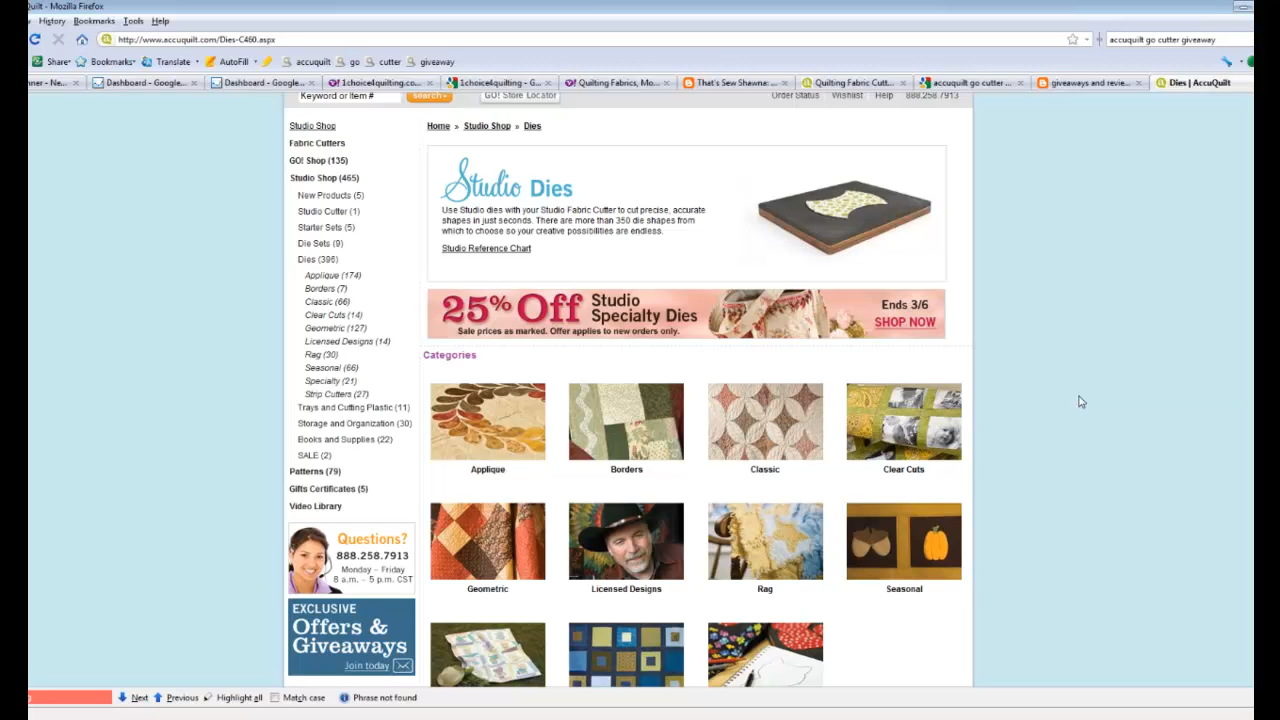 Quilt - Mozilla Firefox
History Bookmarks Tools Help
http://www.accuquilt.com/Dies-C460.aspx
accuquilt go cutter giveaway
Share Bookmarks Translate AutoFill accuquilt go cutter giveaway
nner - Ne... Dashboard - Google... Dashboard - Google... 1choice4quilting.co... 1choice4quilting - G... Quilting Fabrics, Mo... That's Sew Shawna: ... Quilting Fabric Cutt... accuquilt go cutter ... giveaways and revie... Dies | AccuQuilt
Keyword or Item # search GO! Store Locator Order Status Wishlist Help 888.258.7913
Studio Shop
Fabric Cutters
GO! Shop (135)
Studio Shop (465)
New Products (5)
Studio Cutter (1)
Starter Sets (5)
Die Sets (9)
Dies (396)
Applique (174)
Borders (7)
Classic (66)
Clear Cuts (14)
Geometric (127)
Licensed Designs (14)
Rag (30)
Seasonal (66)
Specialty (21)
Strip Cutters (27)
Trays and Cutting Plastic (11)
Storage and Organization (30)
Books and Supplies (22)
SALE (2)
Patterns (79)
Gifts Certificates (5)
Video Library
Questions?
888.258.7913
Monday – Friday
8 a.m. – 5 p.m. CST
EXCLUSIVE
Offers &
Giveaways
Join today
Home » Studio Shop » Dies
Studio Dies
Use Studio dies with your Studio Fabric Cutter to cut precise, accurate
shapes in just seconds. There are more than 350 die shapes from
which to choose so your creative possibilities are endless.
Studio Reference Chart
25% Off Studio
Specialty Dies
Sale prices as marked. Offer applies to new orders only.
Ends 3/6
SHOP NOW
Categories
Applique Borders Classic Clear Cuts
Geometric Licensed Designs Rag Seasonal
Next Previous Highlight all Match case Phrase not found